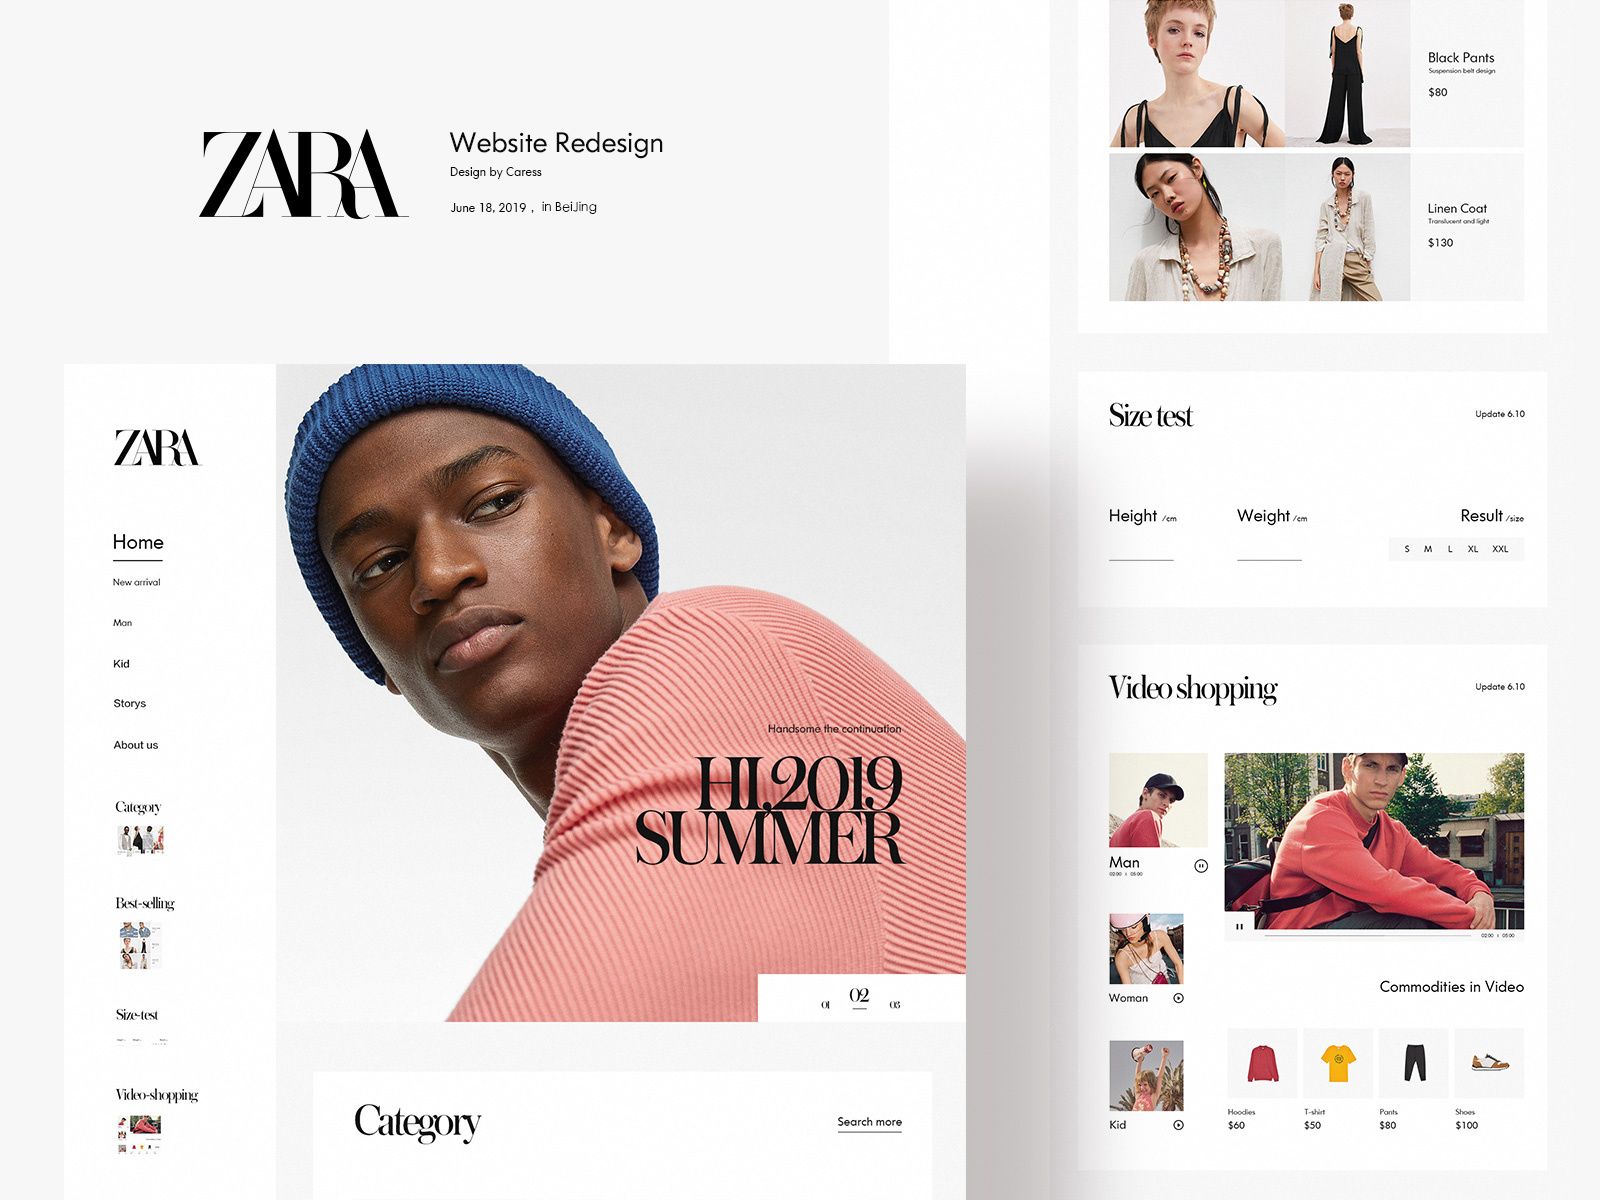 ZARA
Website Redesign
Design by Caress
June 18, 2019 , in BeiJing
ZARA
Home
New arrival
Man
Kid
Storys
About us
Category
Best-selling
Size-test
Video-shopping
Handsome the continuation
HI,2019
SUMMER
01 02 03
Category
Search more
Black Pants
Suspension belt design
$80
Linen Coat
Translucent and light
$130
Size test
Update 6.10
Height /cm
Weight /cm
Result /size
S M L XL XXL
Video shopping
Update 6.10
Man
02:00 I 05:00
Woman
Kid
02:00 I 05:00
Commodities in Video
Hoodies
$60
T-shirt
$50
Pants
$80
Shoes
$100